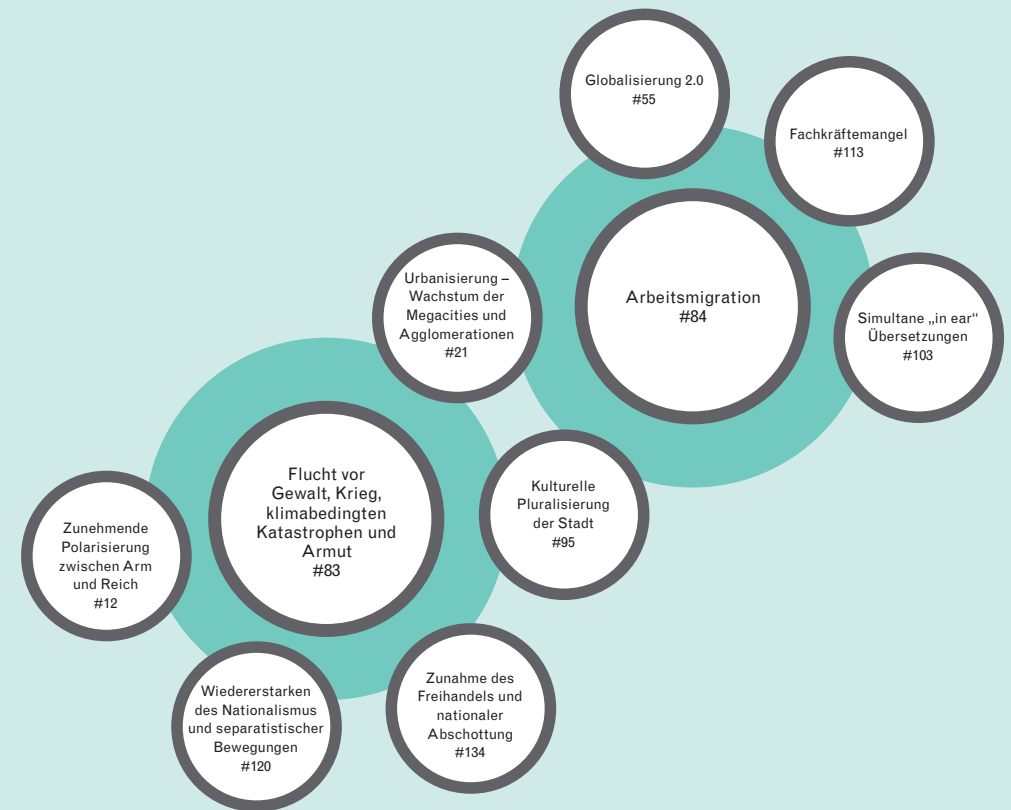 Globalisierung 2.0
#55
Fachkräftemangel
#113
Urbanisierung –
Wachstum der
Megacities und
Agglomerationen
#21
Arbeitsmigration
#84
Simultane „in ear“
Übersetzungen
#103
Flucht vor
Gewalt, Krieg,
klimabedingten
Katastrophen und
Armut
#83
Kulturelle
Pluralisierung
der Stadt
#95
Zunehmende
Polarisierung
zwischen Arm
und Reich
#12
Wiedererstarken
des Nationalismus
und separatistischer
Bewegungen
#120
Zunahme des
Freihandels und
nationaler
Abschottung
#134